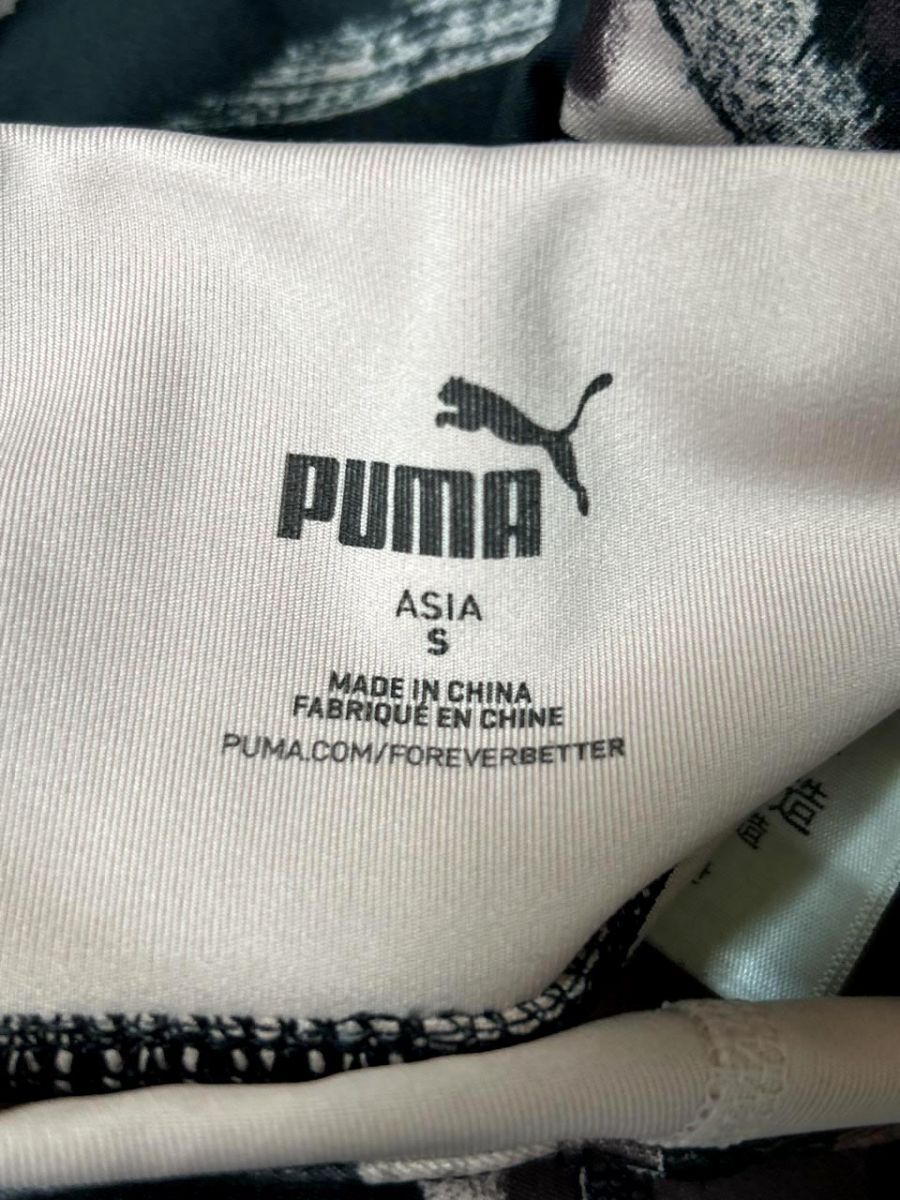 PUMA
ASIA
S
MADE IN CHINA
FABRIQUÉ EN CHINE
PUMA.COM/FOREVERBETTER